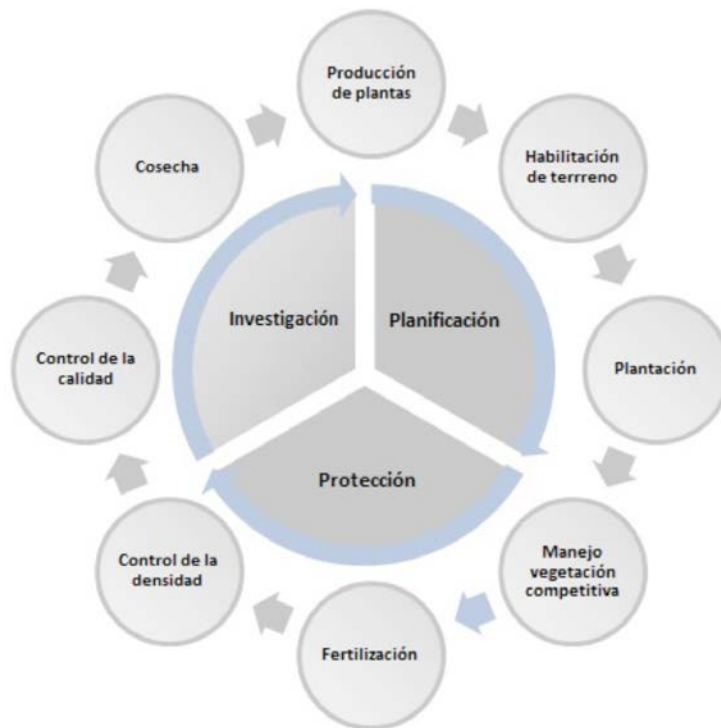 Producción
de plantas
Habilitación
de terrreno
Plantación
Manejo
vegetación
competitiva
Fertilización
Control de la
densidad
Control de la
calidad
Cosecha
Investigación
Planificación
Protección